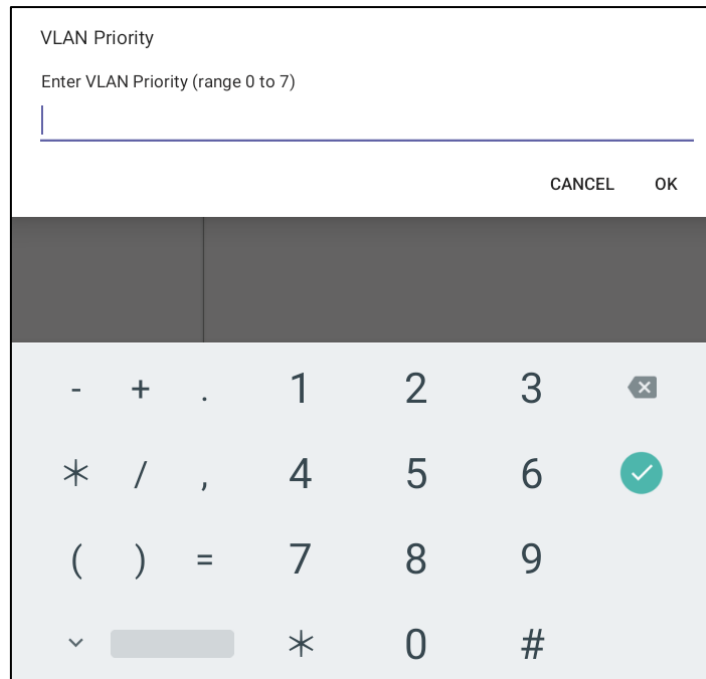 VLAN Priority
Enter VLAN Priority (range 0 to 7)
CANCEL OK
- + . 1 2 3
* / , 4 5 6
( ) = 7 8 9
* 0 #